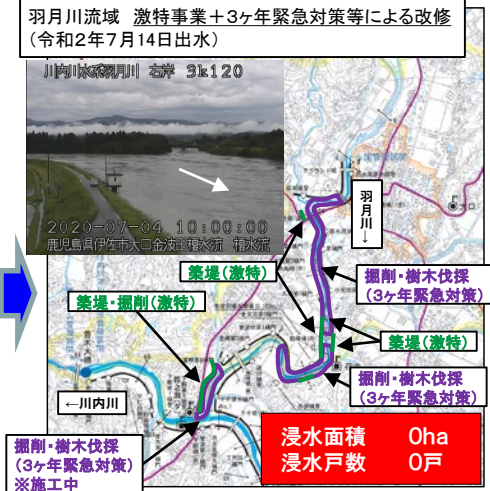 羽月川流域 激特事業+3ヶ年緊急対策等による改修
(令和2年7月14日出水)
川内川水系羽月川 右岸 9k120
2020-07-04 10:00:00
鹿児島県伊佐市大口金波田榎水流 榎水流
羽月川→
築堤(激特)
掘削・樹木伐採
(3ヶ年緊急対策)
築堤・掘削(激特)
築堤(激特)
←川内川
掘削・樹木伐採
(3ヶ年緊急対策)
掘削・樹木伐採
(3ヶ年緊急対策)
※施工中
浸水面積 0ha
浸水戸数 0戸